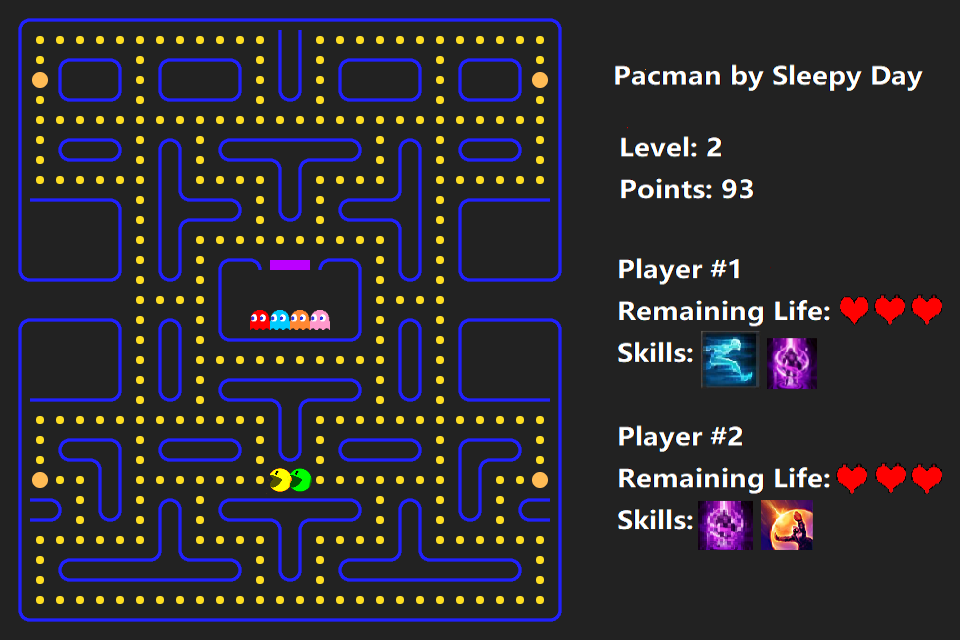 Pacman by Sleepy Day
Level: 2
Points: 93
Player #1
Remaining Life:
Skills:
Player #2
Remaining Life:
Skills: